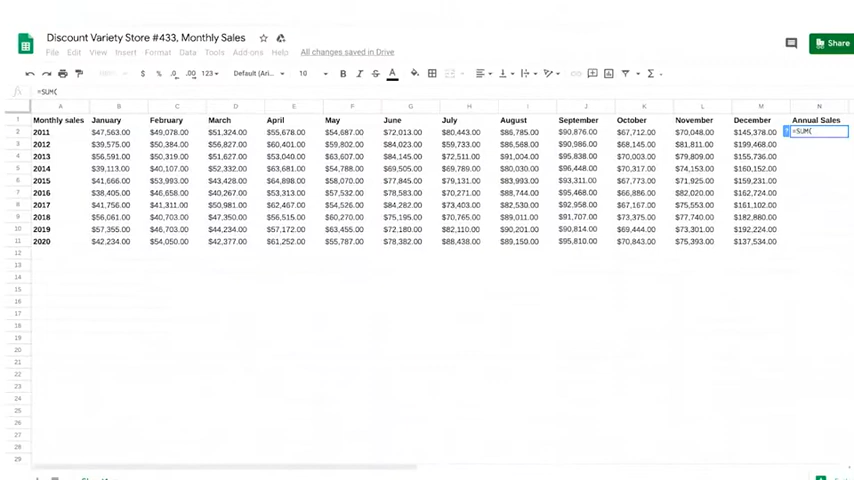 Discount Variety Store #433, Monthly Sales
File Edit View Insert Format Data Tools Add-ons Help All changes saved in Drive
Share
$ % .0 .00 123 Default (Ari... 10 B I S A
fx =SUM(
A B C D E F G H I J K L M N
1 Monthly sales January February March April May June July August September October November December Annual Sales
2 2011 $47,563.00 $49,078.00 $51,324.00 $55,678.00 $54,687.00 $72,013.00 $80,443.00 $86,785.00 $90,876.00 $67,712.00 $70,048.00 $145,378.00 =SUM(
3 2012 $39,575.00 $50,384.00 $56,827.00 $60,401.00 $59,802.00 $84,023.00 $59,733.00 $86,568.00 $90,986.00 $68,145.00 $81,811.00 $199,468.00
4 2013 $56,591.00 $50,319.00 $51,627.00 $53,040.00 $63,607.00 $84,145.00 $72,511.00 $91,004.00 $95,838.00 $70,003.00 $79,809.00 $155,736.00
5 2014 $39,113.00 $40,107.00 $52,332.00 $63,681.00 $54,788.00 $69,505.00 $69,789.00 $80,030.00 $96,448.00 $70,317.00 $74,153.00 $160,152.00
6 2015 $41,666.00 $53,993.00 $43,428.00 $64,898.00 $58,070.00 $77,845.00 $79,131.00 $83,993.00 $93,311.00 $67,773.00 $71,925.00 $159,231.00
7 2016 $38,405.00 $46,658.00 $40,267.00 $53,313.00 $57,532.00 $78,583.00 $70,271.00 $88,744.00 $95,468.00 $66,886.00 $82,020.00 $162,724.00
8 2017 $41,756.00 $41,311.00 $50,981.00 $62,467.00 $54,526.00 $84,282.00 $73,403.00 $82,530.00 $92,958.00 $67,167.00 $75,553.00 $161,102.00
9 2018 $56,061.00 $40,703.00 $47,350.00 $56,515.00 $60,270.00 $75,195.00 $70,765.00 $89,011.00 $91,707.00 $73,375.00 $77,740.00 $182,880.00
10 2019 $57,355.00 $46,703.00 $44,234.00 $57,172.00 $63,455.00 $72,180.00 $82,110.00 $90,201.00 $90,814.00 $69,444.00 $73,301.00 $192,224.00
11 2020 $42,234.00 $54,050.00 $42,377.00 $61,252.00 $55,787.00 $78,382.00 $88,438.00 $89,150.00 $95,810.00 $70,843.00 $75,393.00 $137,534.00
12
13
14
15
16
17
18
19
20
21
22
23
24
25
26
27
28
29